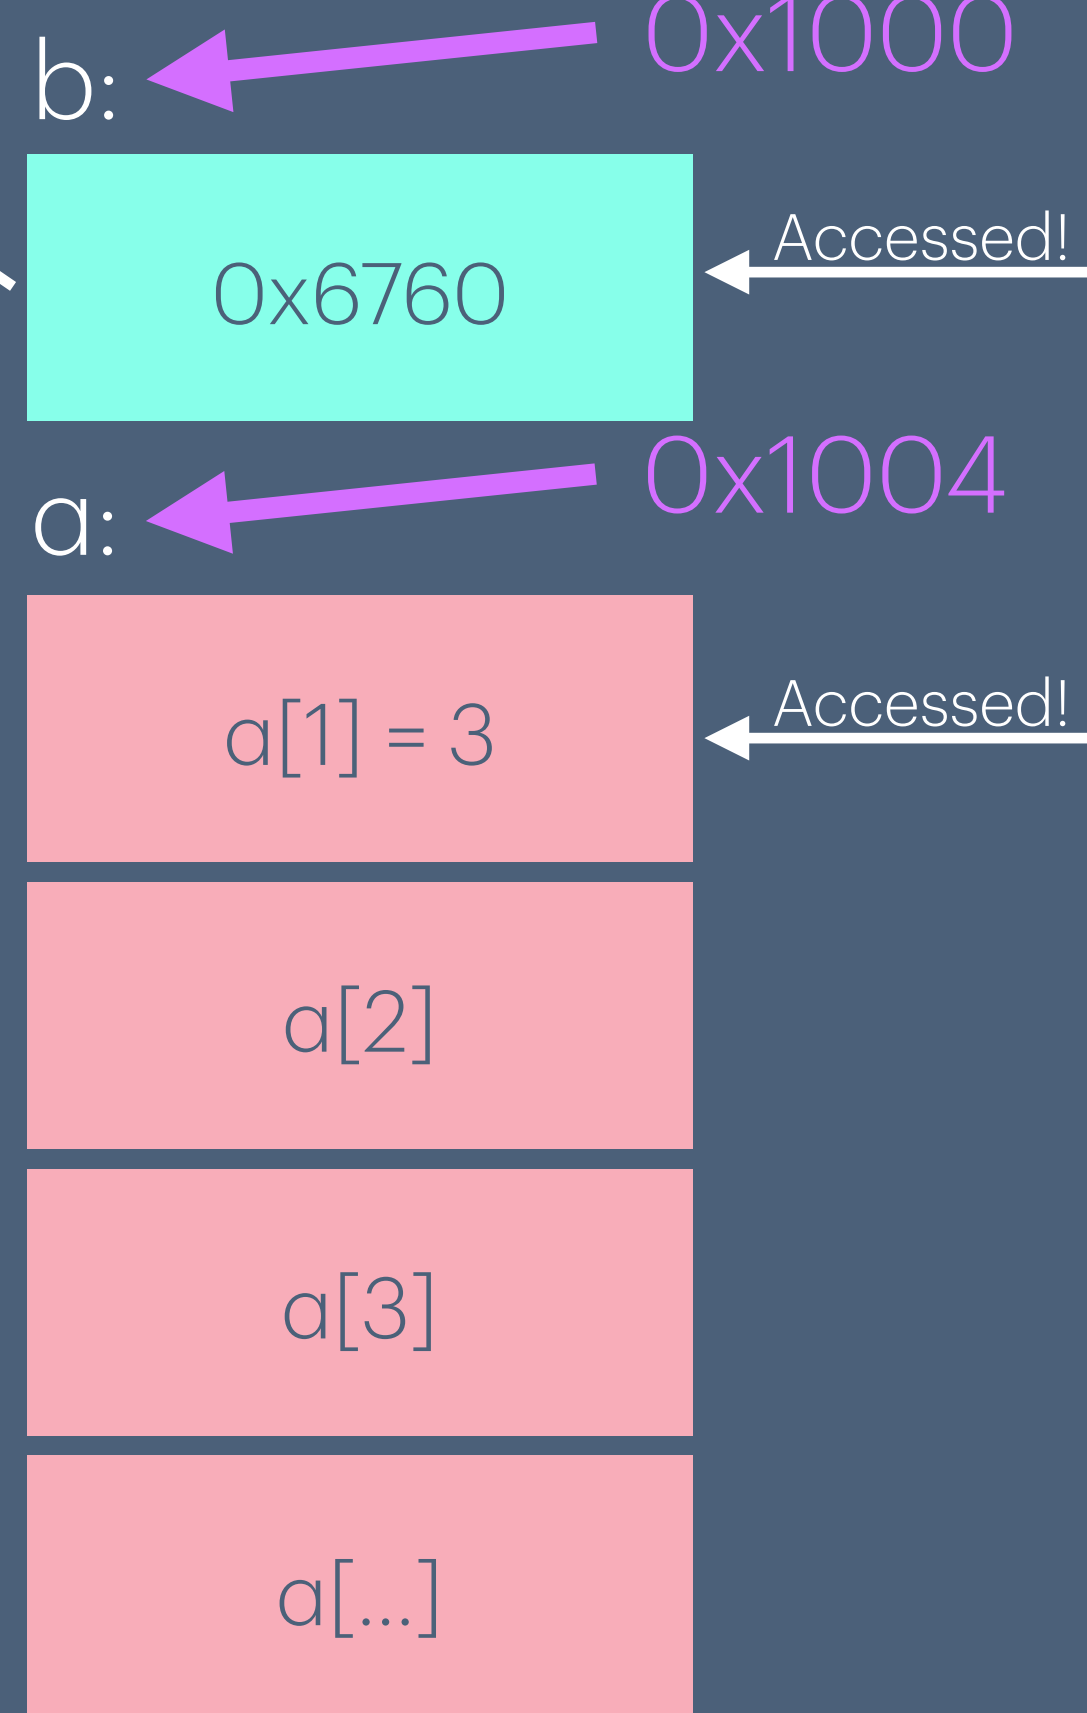 0x1000
b:
Accessed!
0x6760
0x1004
a:
Accessed!
a[1] = 3
a[2]
a[3]
a[...]